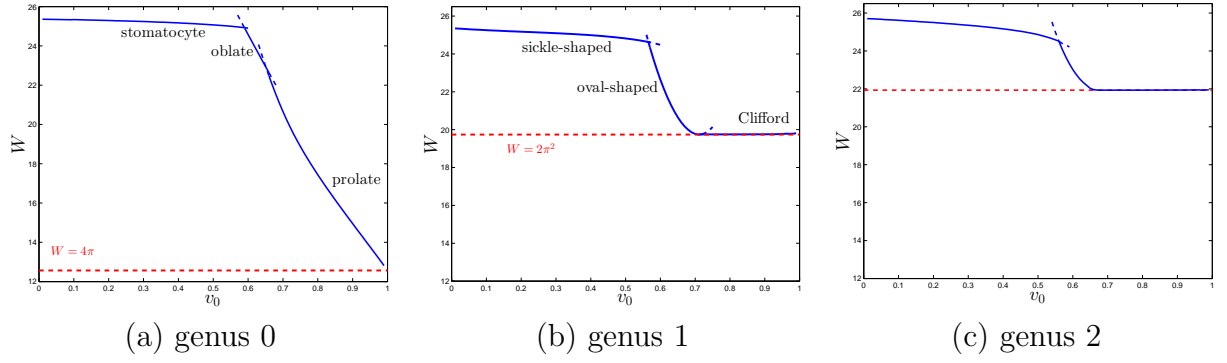 26
24
22
20
18
16
14
12
W
stomatocyte
oblate
prolate
W = 4π
0 0.1 0.2 0.3 0.4 0.5 0.6 0.7 0.8 0.9 1
v₀
(a) genus 0
26
24
22
20
18
16
14
12
W
sickle-shaped
oval-shaped
Clifford
W = 2π²
0 0.1 0.2 0.3 0.4 0.5 0.6 0.7 0.8 0.9 1
v₀
(b) genus 1
26
24
22
20
18
16
14
12
W
0 0.1 0.2 0.3 0.4 0.5 0.6 0.7 0.8 0.9 1
v₀
(c) genus 2